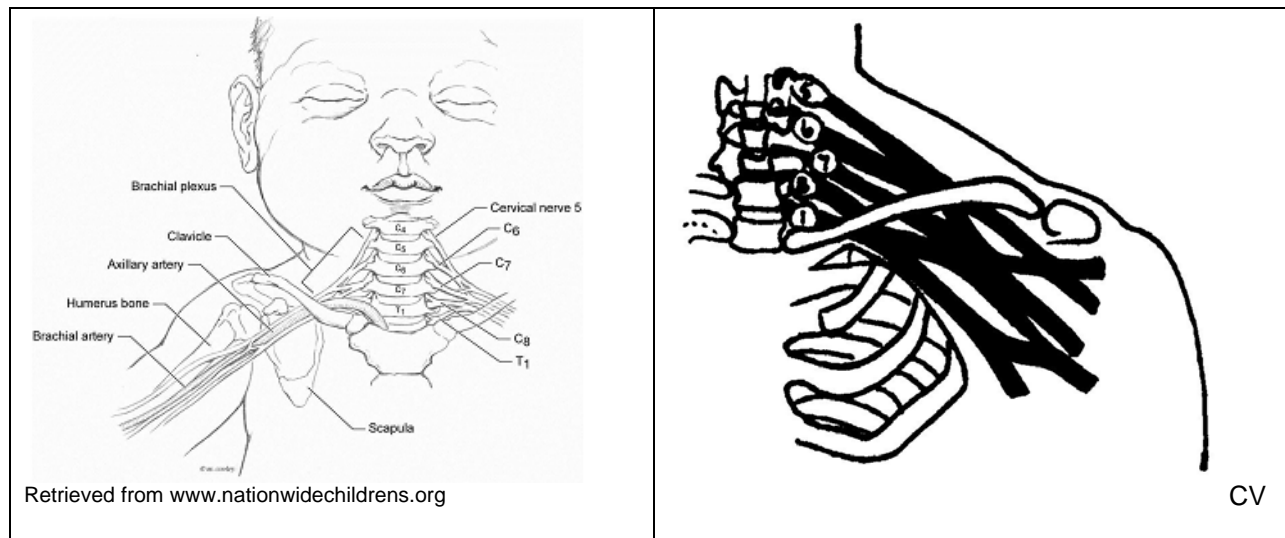 Brachial plexus
Clavicle
Axillary artery
Humerus bone
Brachial artery
Cervical nerve 5
C6
C7
C8
T1
Scapula
C4
C5
C6
C7
T1
Retrieved from www.nationwidechildrens.org
5
6
7
8
1
CV